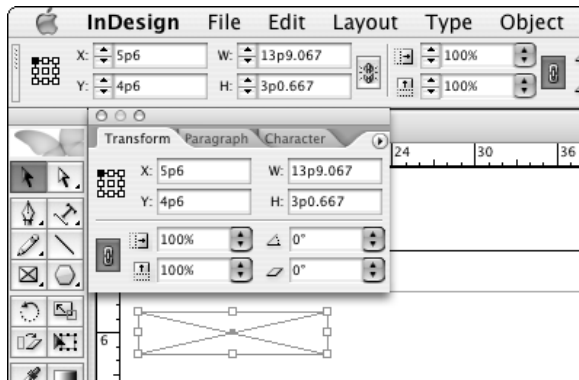 InDesign File Edit Layout Type Object
X: 5p6 W: 13p9.067 100%
Y: 4p6 H: 3p0.667 100%
Transform Paragraph Character
X: 5p6 W: 13p9.067
Y: 4p6 H: 3p0.667
100% 0°
100% 0°
24 30 36
6